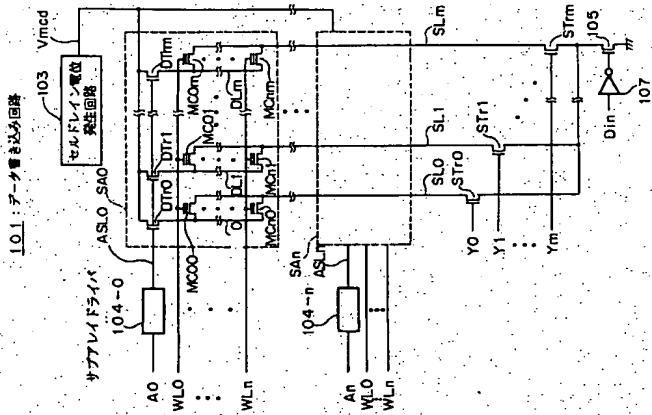 101:データ書き込み回路
セルドレイン電位
発生回路
103
Vmcd
サブアレイドライバ
104-0
ASL0
SA0
DTr0
DTr1
DTrm
MC00
MC01
MC0m
DL1
DLm
MCn0
MCn1
MCnm
A0
WL0
WLn
104-n
SAn
ASL
An
WL0
WLn
SL0
SL1
SLm
STr0
STr1
STrm
Y0
Y1
Ym
Din
105
107